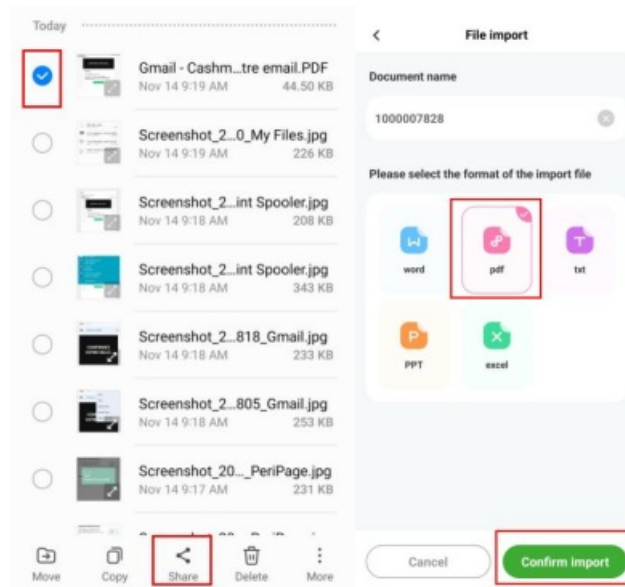 Today
Gmail - Cashm...tre email.PDF
Nov 14 9:19 AM 44.50 KB
Screenshot_2...0_My Files.jpg
Nov 14 9:19 AM 226 KB
Screenshot_2...int Spooler.jpg
Nov 14 9:18 AM 208 KB
Screenshot_2...int Spooler.jpg
Nov 14 9:18 AM 343 KB
Screenshot_2...818_Gmail.jpg
Nov 14 9:18 AM 233 KB
Screenshot_2...805_Gmail.jpg
Nov 14 9:18 AM 253 KB
Screenshot_20..._PeriPage.jpg
Nov 14 9:17 AM 231 KB
Move Copy Share Delete More
File import
Document name
1000007828
Please select the format of the import file
W P T
word pdf txt
P X
PPT excel
Cancel Confirm import